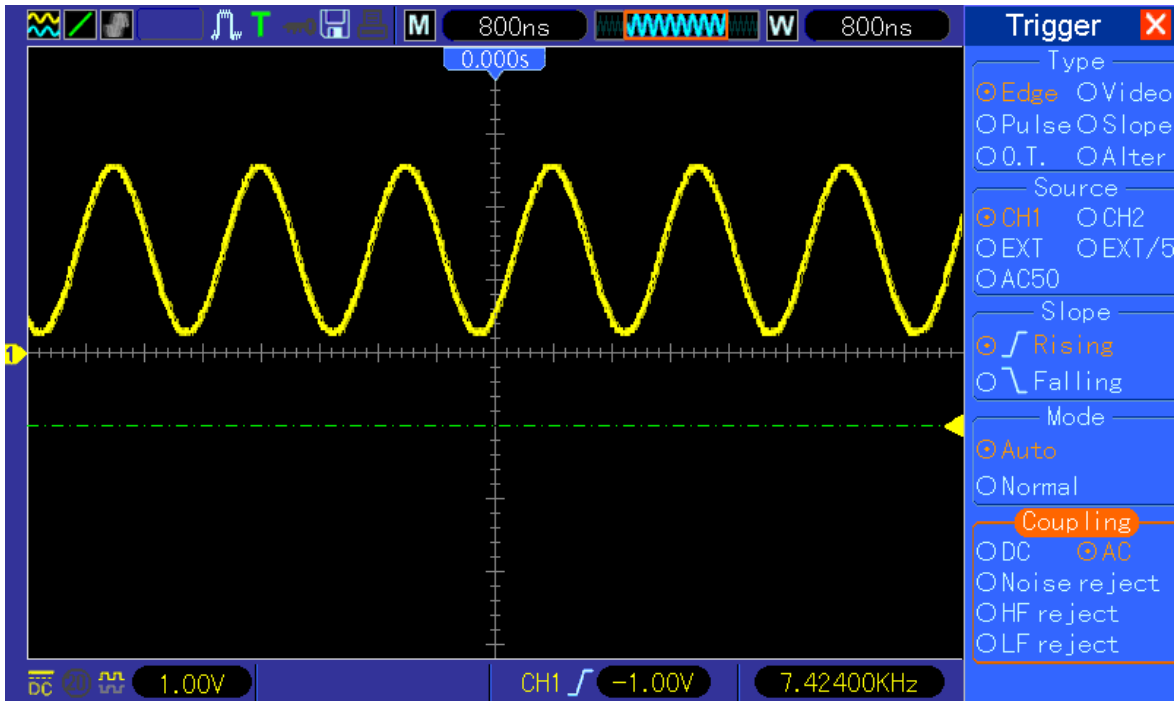 T M 800ns W 800ns
0.000s
1
DC 20 1.00V CH1 -1.00V 7.42400KHz
Trigger X
Type
Edge Video
Pulse Slope
O.T. Alter
Source
CH1 CH2
EXT EXT/5
AC50
Slope
Rising
Falling
Mode
Auto
Normal
Coupling
DC AC
Noise reject
HF reject
LF reject